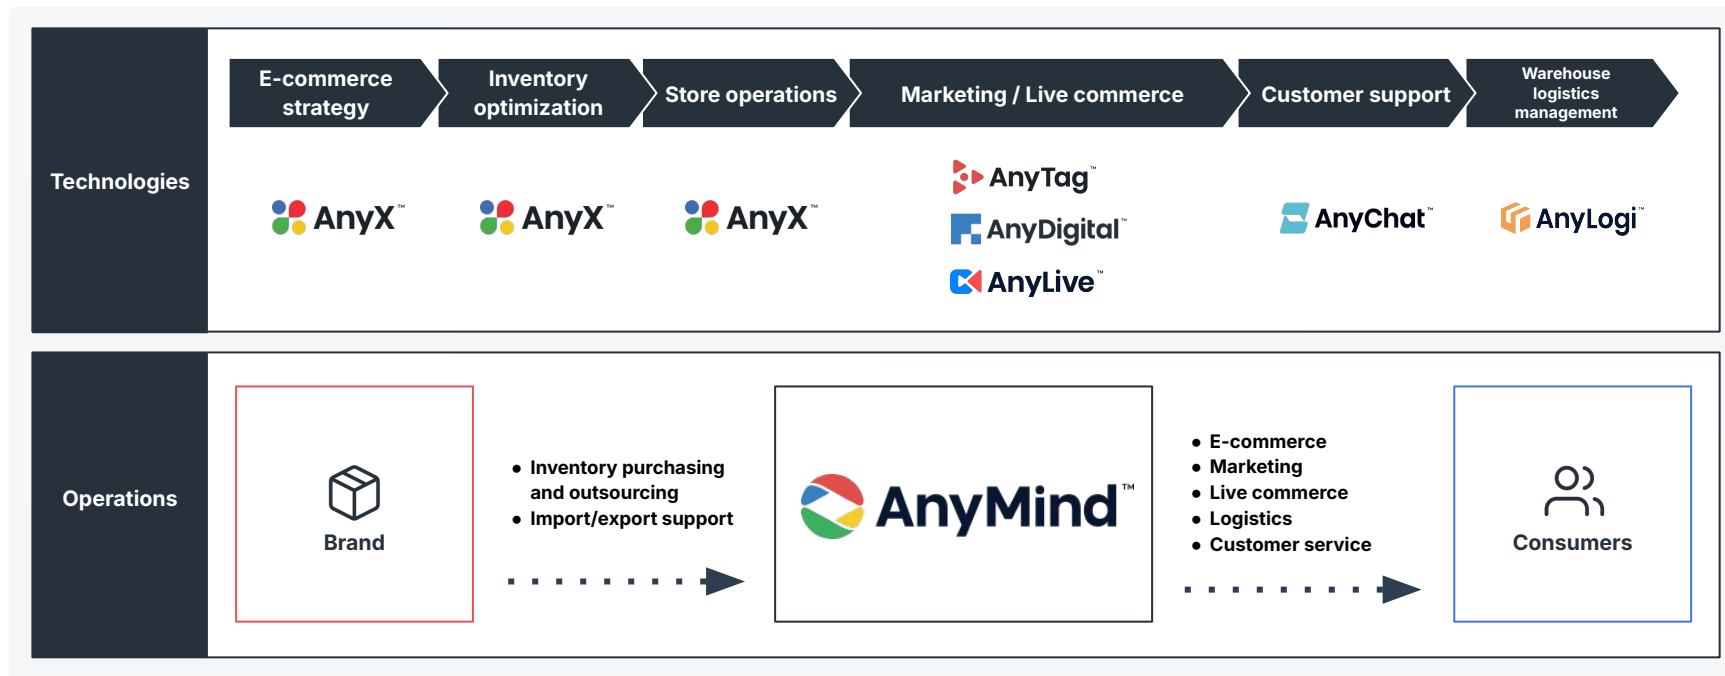 Technologies
E-commerce
strategy
Inventory
optimization
Store operations
Marketing / Live commerce
Customer support
Warehouse
logistics
management
AnyX™
AnyX™
AnyX™
AnyTag™
AnyDigital™
AnyLive™
AnyChat™
AnyLogi™
Operations
Brand
● Inventory purchasing
and outsourcing
● Import/export support
AnyMind™
● E-commerce
● Marketing
● Live commerce
● Logistics
● Customer service
Consumers